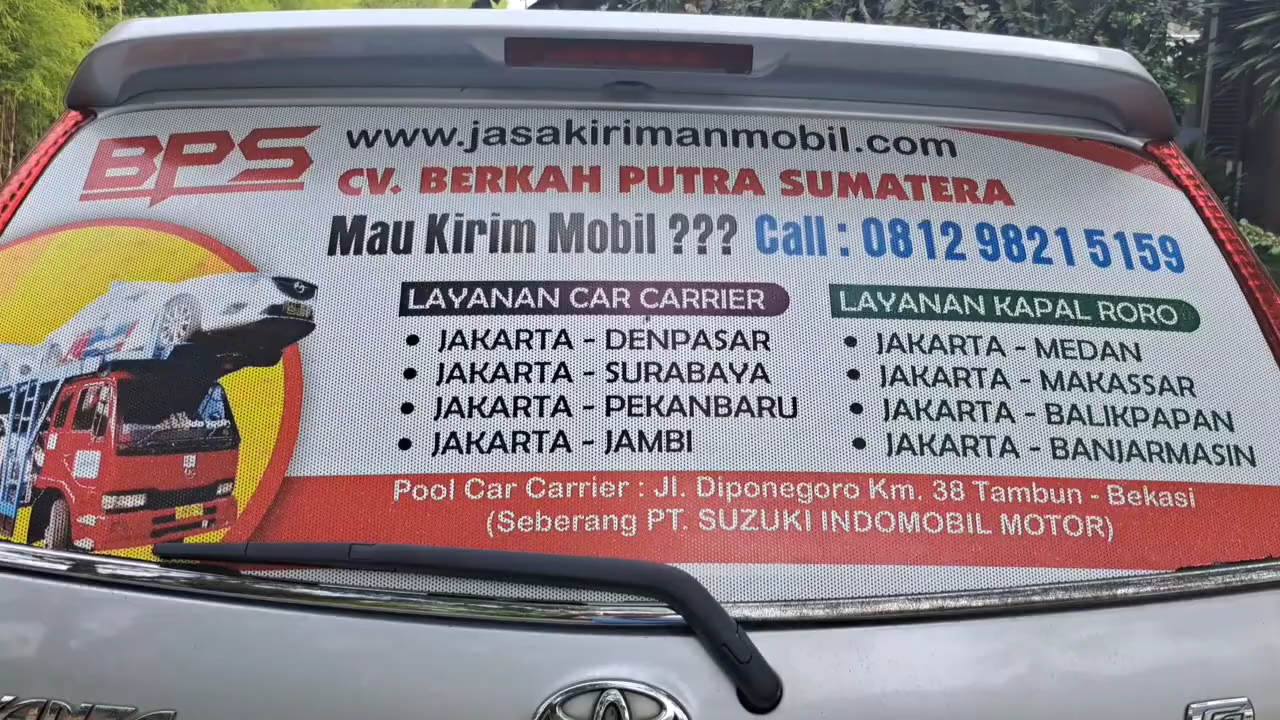 BPS
www.jasakirimanmobil.com
CV. BERKAH PUTRA SUMATERA
Mau Kirim Mobil ??? Call : 0812 9821 5159
LAYANAN CAR CARRIER
• JAKARTA - DENPASAR
• JAKARTA - SURABAYA
• JAKARTA - PEKANBARU
• JAKARTA - JAMBI
LAYANAN KAPAL RORO
• JAKARTA - MEDAN
• JAKARTA - MAKASSAR
• JAKARTA - BALIKPAPAN
• JAKARTA - BANJARMASIN
Pool Car Carrier : Jl. Diponegoro Km. 38 Tambun - Bekasi
(Seberang PT. SUZUKI INDOMOBIL MOTOR)